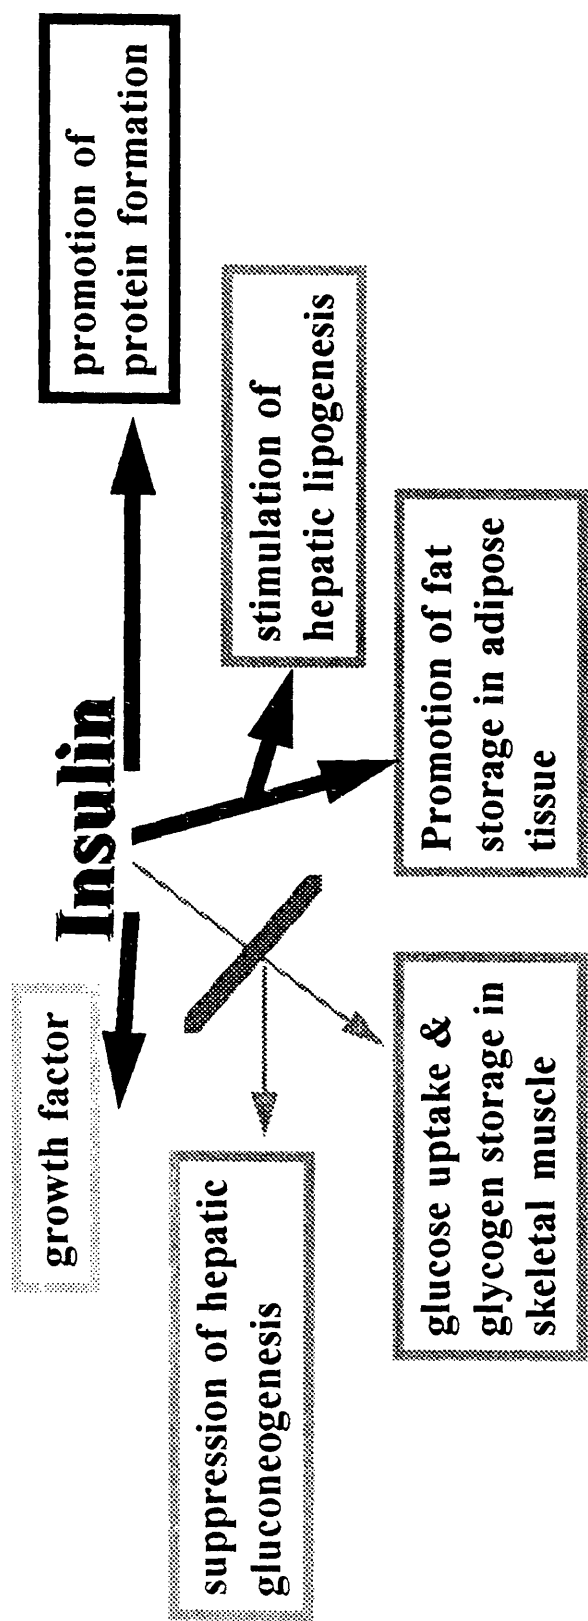 Insulin
growth factor
promotion of
protein formation
suppression of hepatic
gluconeogenesis
stimulation of
hepatic lipogenesis
glucose uptake &
glycogen storage in
skeletal muscle
Promotion of fat
storage in adipose
tissue